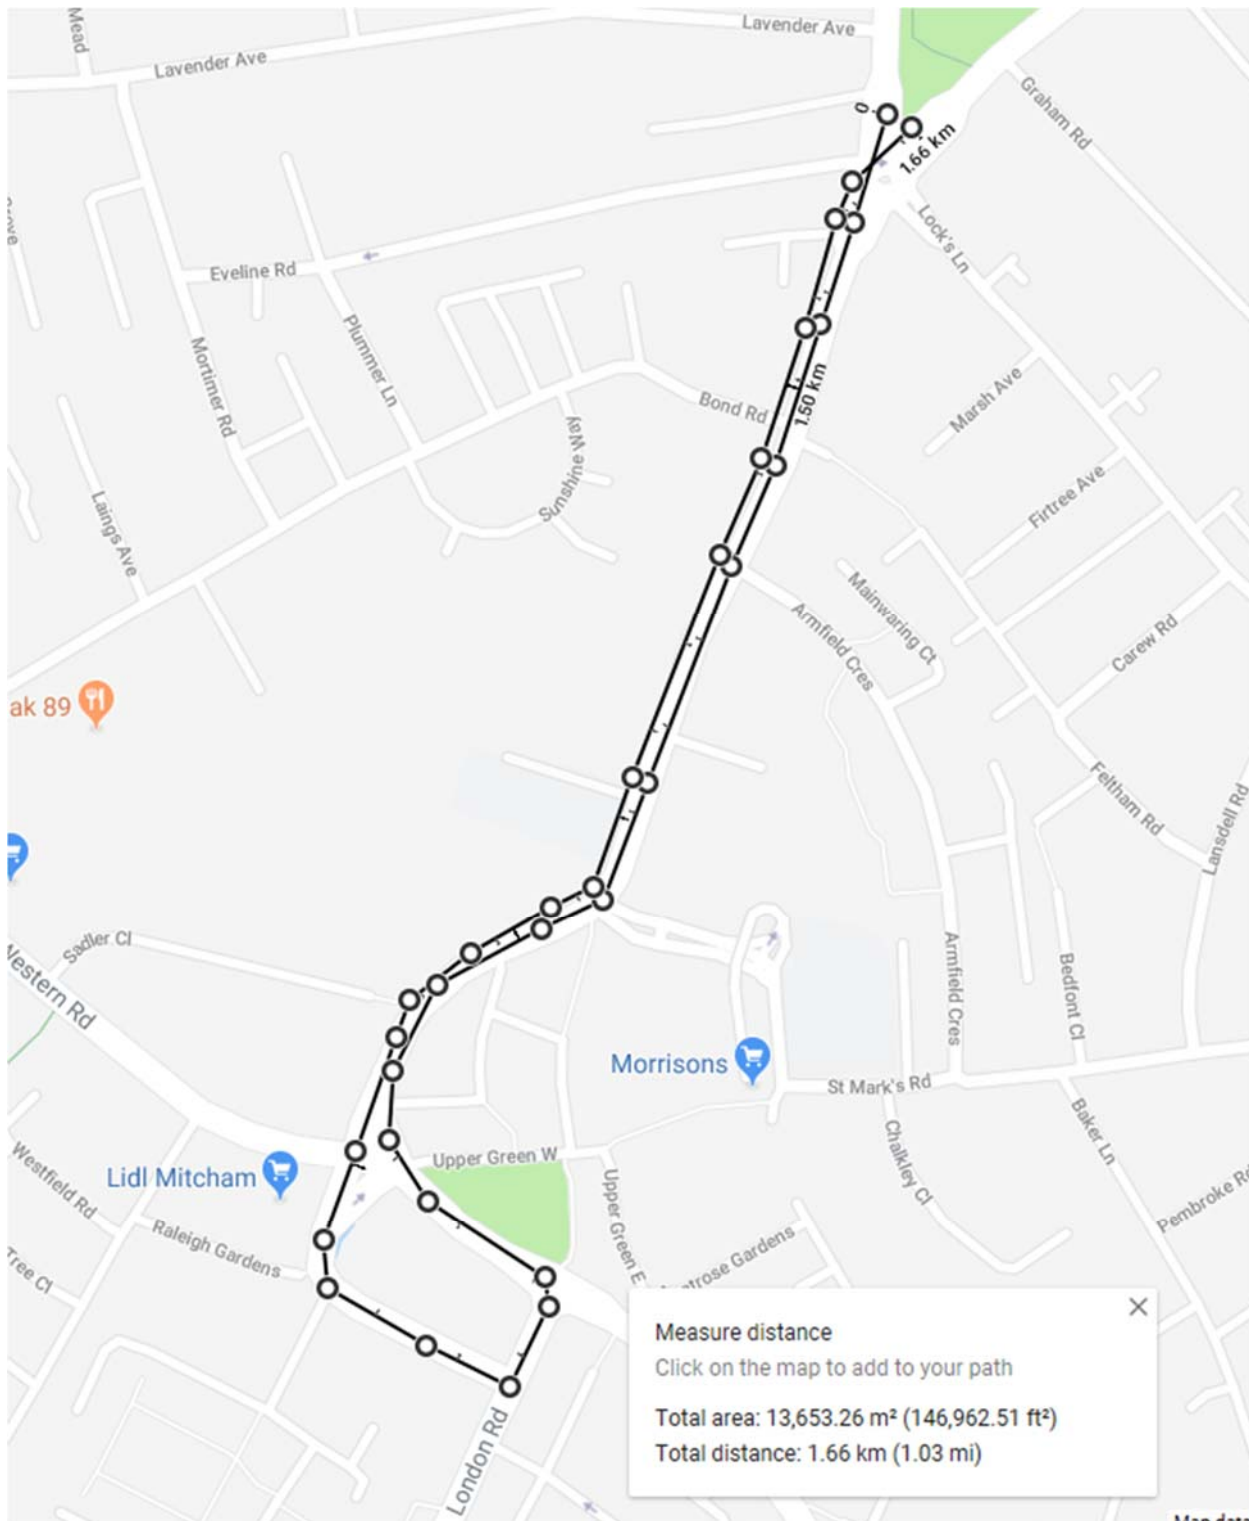 Mead
Lavender Ave
Lavender Ave
Graham Rd
0
1.66 km
Lock's Ln
Eveline Rd
Plummer Ln
Mortimer Rd
Bond Rd
1.50 km
Marsh Ave
Sunshine Way
Firtree Ave
Laings Ave
Mainwaring Ct
Armfield Cres
Carew Rd
ak 89
Feltham Rd
Lansdell Rd
Sadler Cl
Western Rd
Armfield Cres
Bedfont Cl
Morrisons
St Mark's Rd
Baker Ln
Chalkley Cl
Upper Green W
Westfield Rd
Lidl Mitcham
Upper Green E
Pembroke Rd
Raleigh Gardens
Tree Cl
trose Gardens
Measure distance
Click on the map to add to your path
Total area: 13,653.26 m² (146,962.51 ft²)
Total distance: 1.66 km (1.03 mi)
London Rd